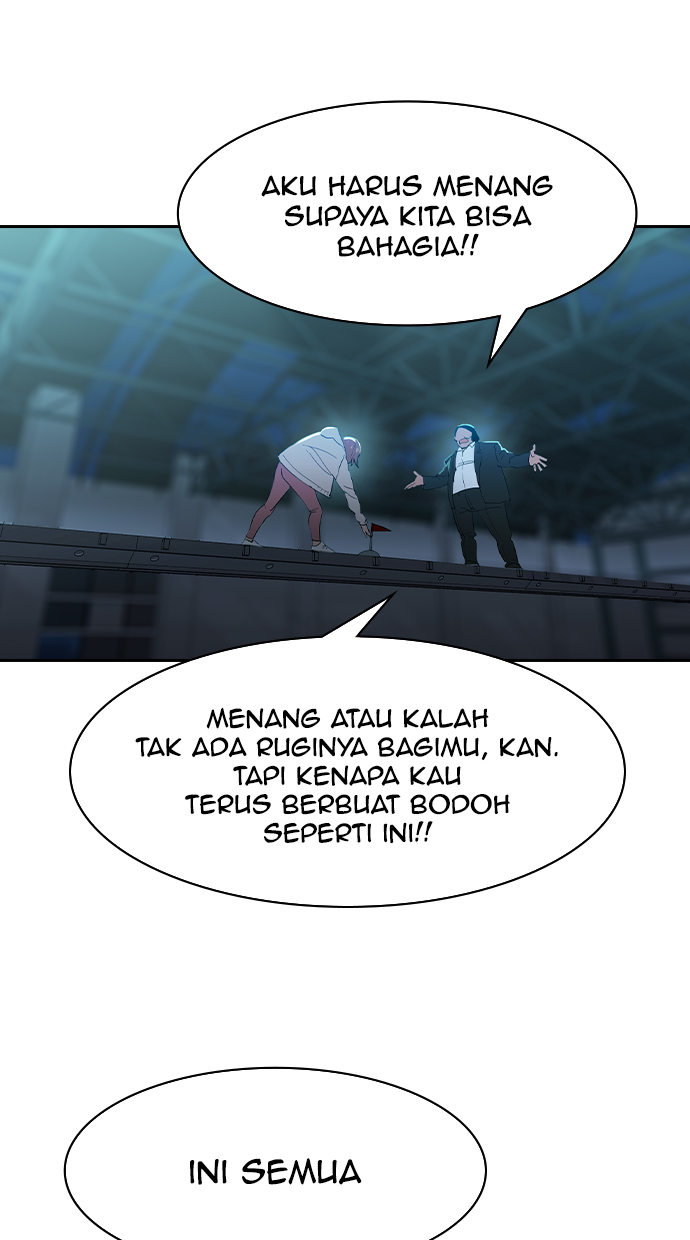 AKU HARUS MENANG
SUPAYA KITA BISA
BAHAGIA!!
MENANG ATAU KALAH
TAK ADA RUGINYA BAGIMU, KAN.
TAPI KENAPA KAU
TERUS BERBUAT BODOH
SEPERTI INI!!
INI SEMUA